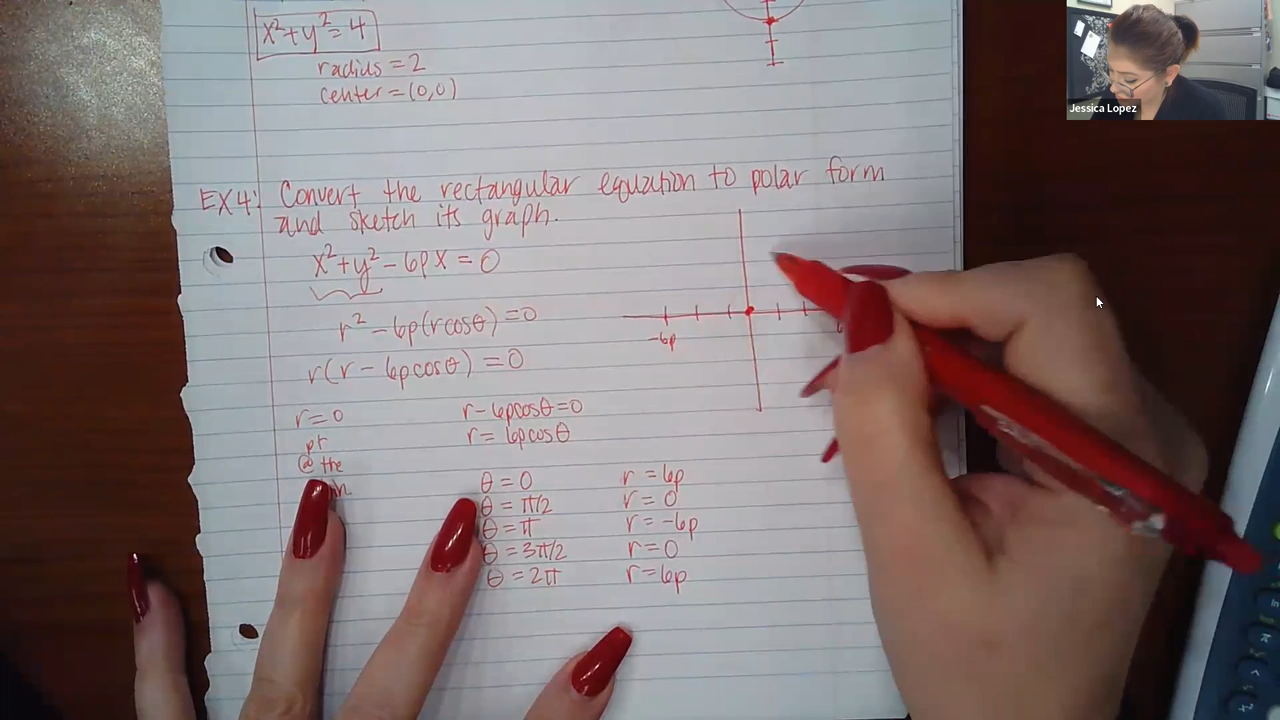 x²+y²=4
radius = 2
center = (0,0)
Jessica Lopez
EX4: Convert the rectangular equation to polar form
and sketch its graph.
x²+y²-6px=0
r²-6p(rcosθ)=0
r(r-6pcosθ)=0
-6p
r=0
pt
@ the
r-6pcosθ=0
r=6pcosθ
θ=0 r=6p
θ=π/2 r=0
θ=π r=-6p
θ=3π/2 r=0
θ=2π r=6p